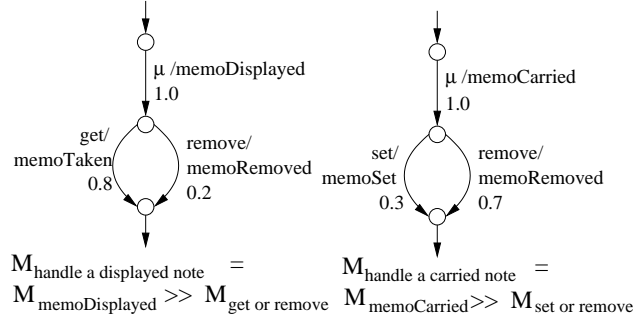 μ /memoDisplayed
1.0
get/
memoTaken
0.8
remove/
memoRemoved
0.2
M handle a displayed note =
M memoDisplayed >> M get or remove
μ /memoCarried
1.0
set/
memoSet
0.3
remove/
memoRemoved
0.7
M handle a carried note =
M memoCarried >> M set or remove